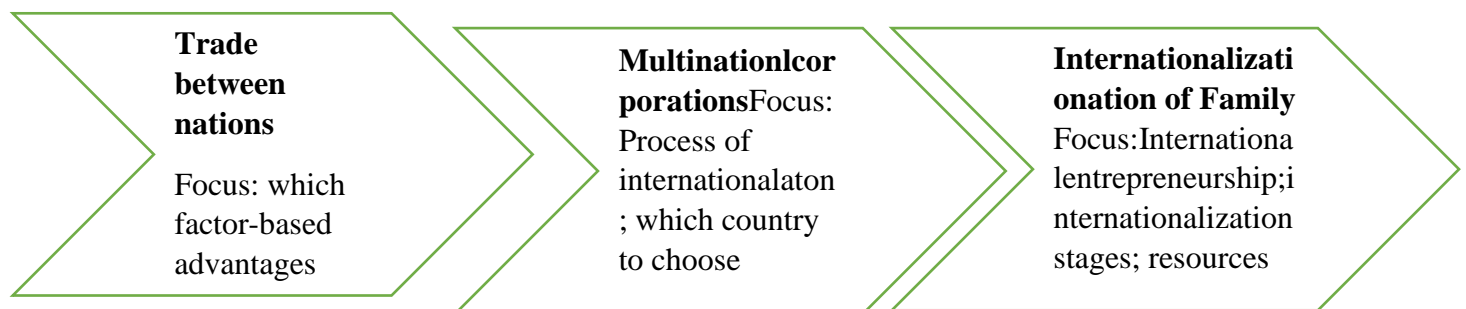 Trade
between
nations
Focus: which
factor-based
advantages
Multinationlcor
porationsFocus:
Process of
internationalaton
; which country
to choose
Internationalizati
onation of Family
Focus:Internationa
lentrepreneurship;i
nternationalization
stages; resources